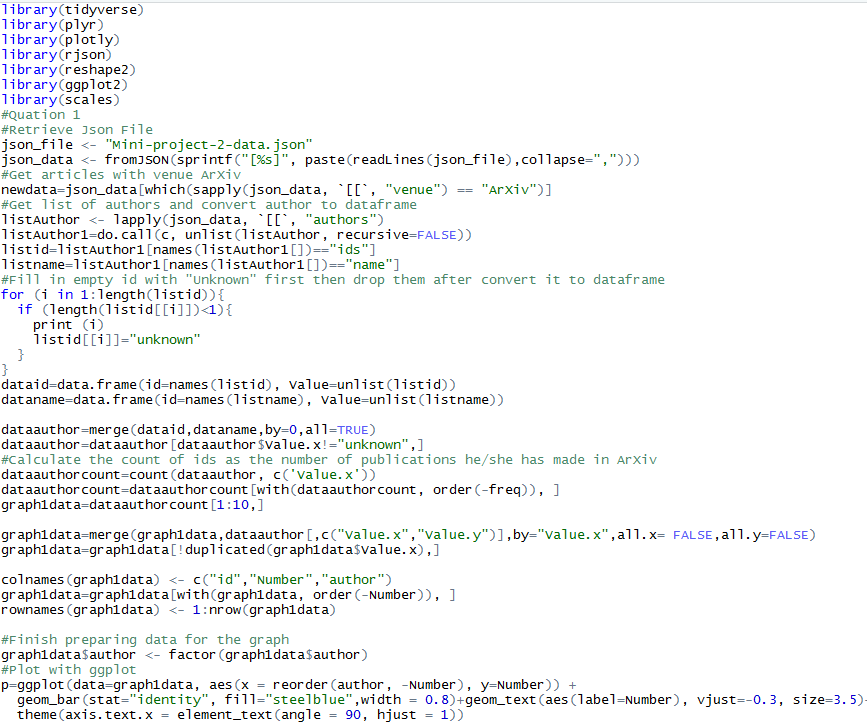 library(tidyverse)
library(plyr)
library(plotly)
library(rjson)
library(reshape2)
library(ggplot2)
library(scales)
#Quation 1
#Retrieve Json File
json_file <- "Mini-project-2-data.json"
json_data <- fromJSON(sprintf("[%s]", paste(readLines(json_file),collapse=",")))
#Get articles with venue ArXiv
newdata=json_data[which(sapply(json_data, `[[`, "venue") == "ArXiv")]
#Get list of authors and convert author to dataframe
listAuthor <- lapply(json_data, `[[`, "authors")
listAuthor1=do.call(c, unlist(listAuthor, recursive=FALSE))
listid=listAuthor1[names(listAuthor1[])=="ids"]
listname=listAuthor1[names(listAuthor1[])=="name"]
#Fill in empty id with "Unknown" first then drop them after convert it to dataframe
for (i in 1:length(listid)){
  if (length(listid[[i]])<1){
    print (i)
    listid[[i]]="unknown"
  }
}
dataid=data.frame(id=names(listid), Value=unlist(listid))
dataname=data.frame(id=names(listname), Value=unlist(listname))

dataauthor=merge(dataid,dataname,by=0,all=TRUE)
dataauthor=dataauthor[dataauthor$Value.x!="unknown",]
#Calculate the count of ids as the number of publications he/she has made in ArXiv
dataauthorcount=count(dataauthor, c('Value.x'))
dataauthorcount=dataauthorcount[with(dataauthorcount, order(-freq)), ]
graph1data=dataauthorcount[1:10,]

graph1data=merge(graph1data,dataauthor[,c("Value.x","Value.y")],by="Value.x",all.x= FALSE,all.y=FALSE)
graph1data=graph1data[!duplicated(graph1data$Value.x),]

colnames(graph1data) <- c("id","Number","author")
graph1data=graph1data[with(graph1data, order(-Number)), ]
rownames(graph1data) <- 1:nrow(graph1data)

#Finish preparing data for the graph
graph1data$author <- factor(graph1data$author)
#Plot with ggplot
p=ggplot(data=graph1data, aes(x = reorder(author, -Number), y=Number)) +
  geom_bar(stat="identity", fill="steelblue",width = 0.8)+geom_text(aes(label=Number), vjust=-0.3, size=3.5)+
  theme(axis.text.x = element_text(angle = 90, hjust = 1))